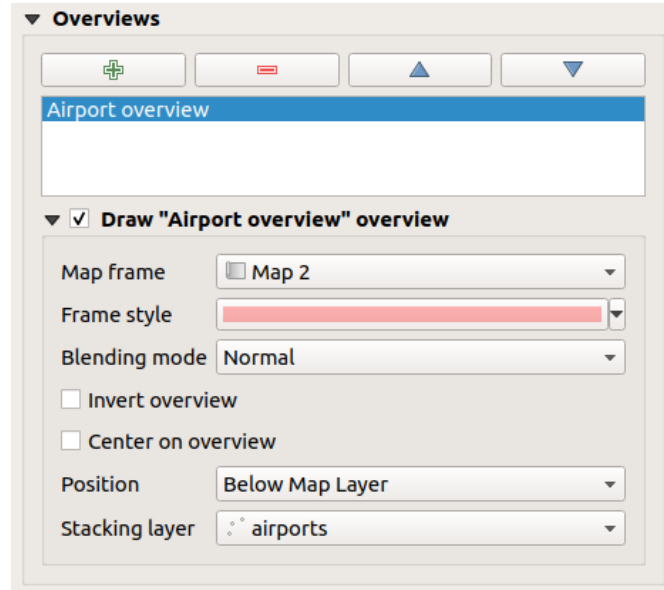 Overviews
Airport overview
Draw "Airport overview" overview
Map frame Map 2
Frame style
Blending mode Normal
Invert overview
Center on overview
Position Below Map Layer
Stacking layer airports